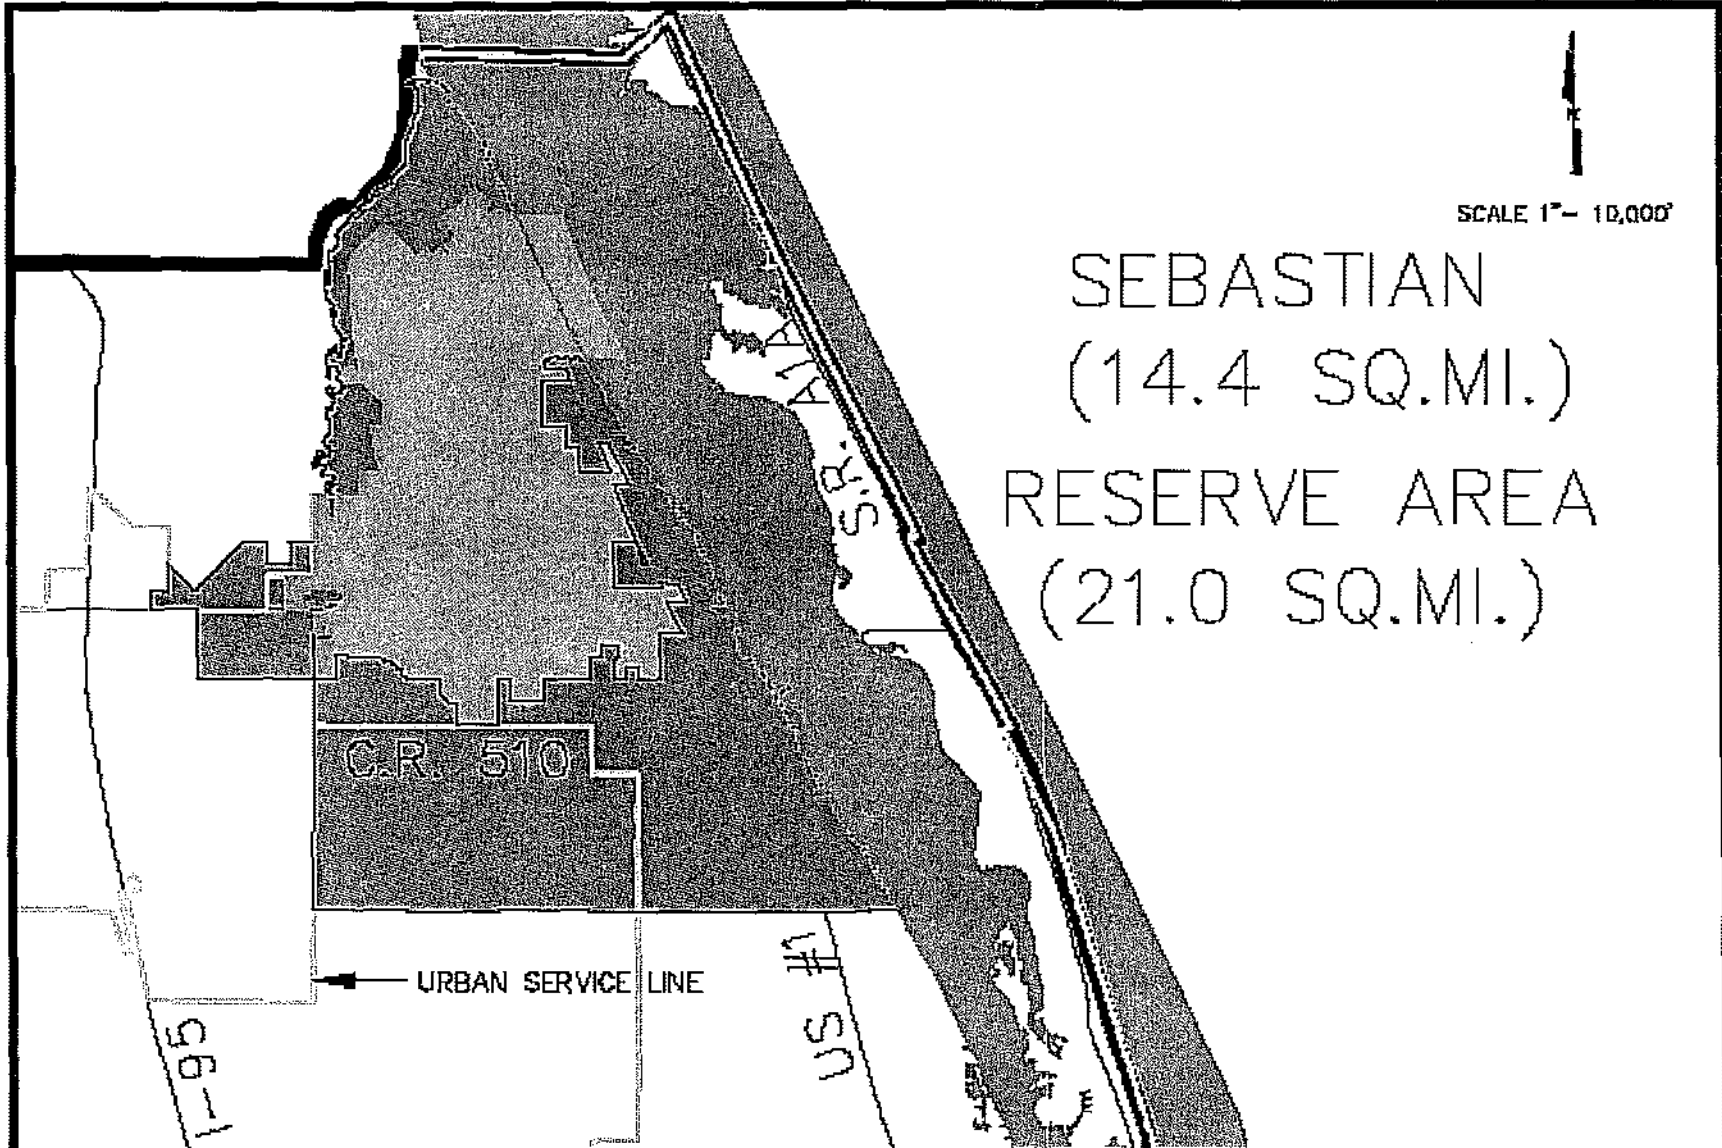 SCALE 1"- 10,000'
SEBASTIAN
(14.4 SQ.MI.)
RESERVE AREA
(21.0 SQ.MI.)
S.R. A1A
C.R. 510
URBAN SERVICE LINE
US #1
I-95